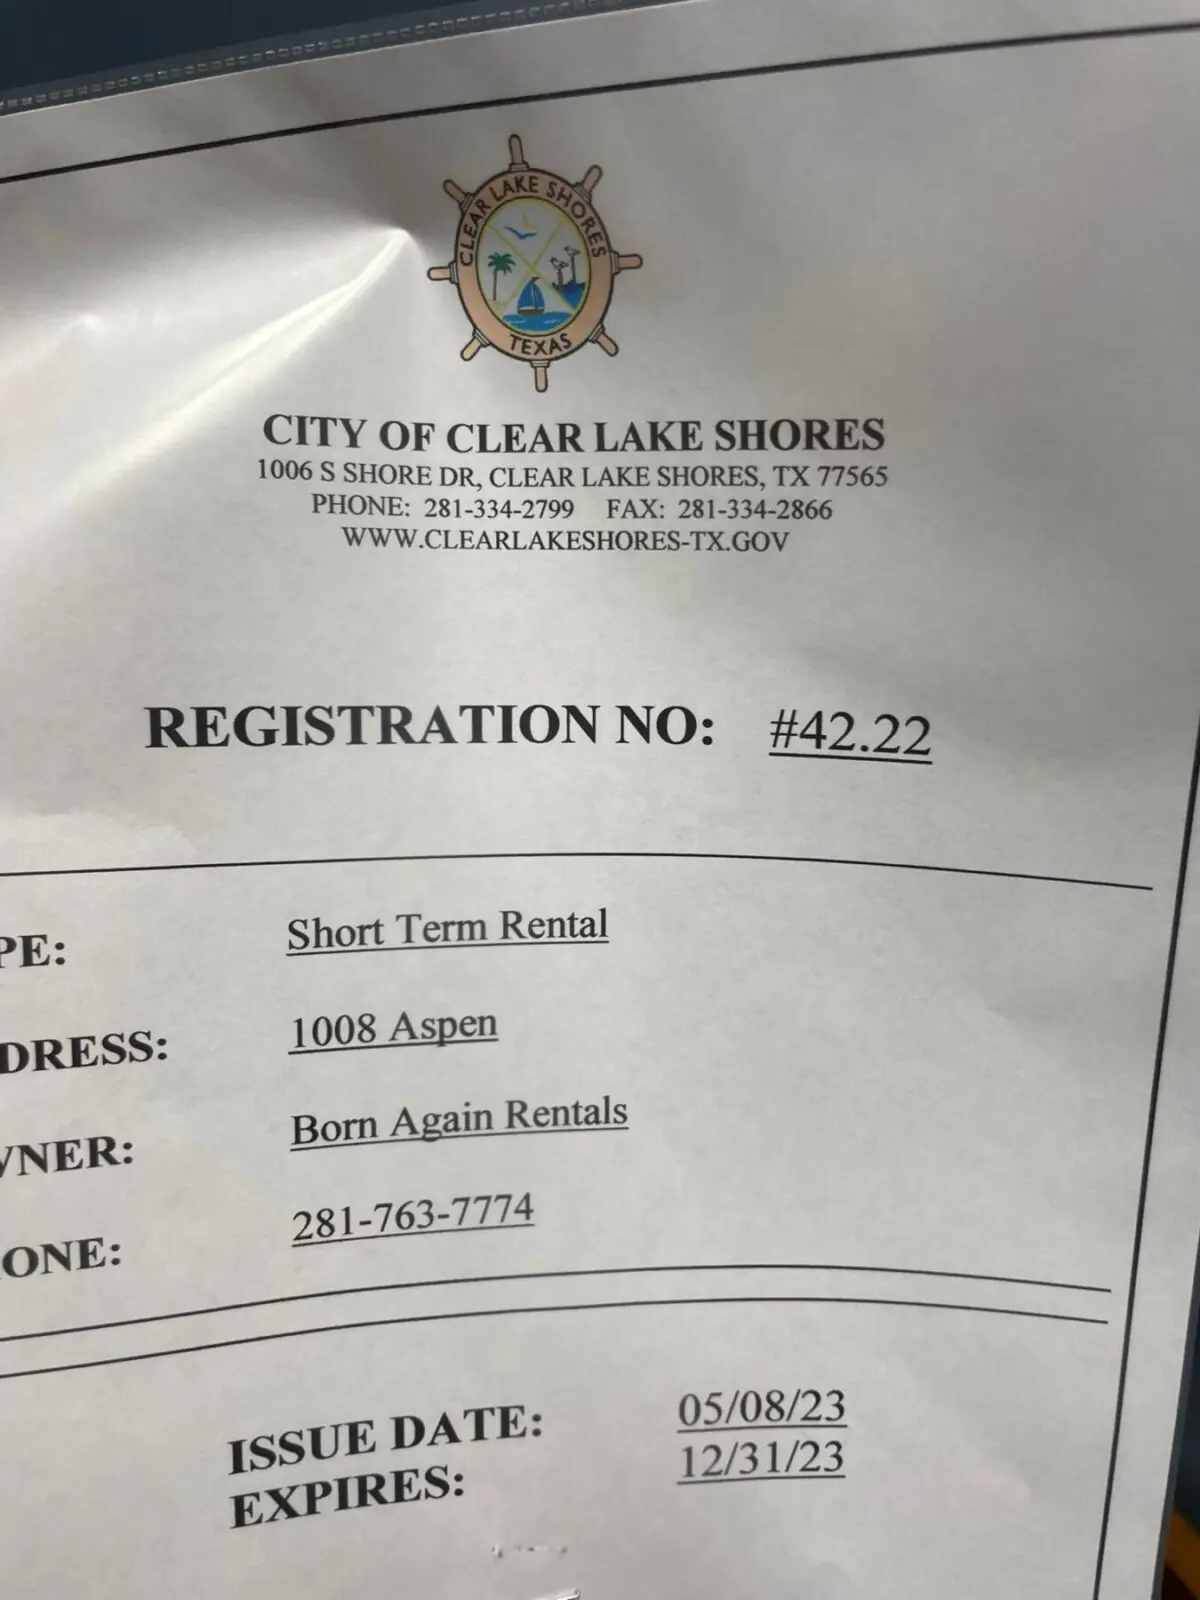 CLEAR LAKE SHORES
TEXAS
CITY OF CLEAR LAKE SHORES
1006 S SHORE DR, CLEAR LAKE SHORES, TX 77565
PHONE: 281-334-2799 FAX: 281-334-2866
WWW.CLEARLAKESHORES-TX.GOV
REGISTRATION NO: #42.22
PE: Short Term Rental
DRESS: 1008 Aspen
WNER: Born Again Rentals
ONE: 281-763-7774
ISSUE DATE: 05/08/23
EXPIRES: 12/31/23